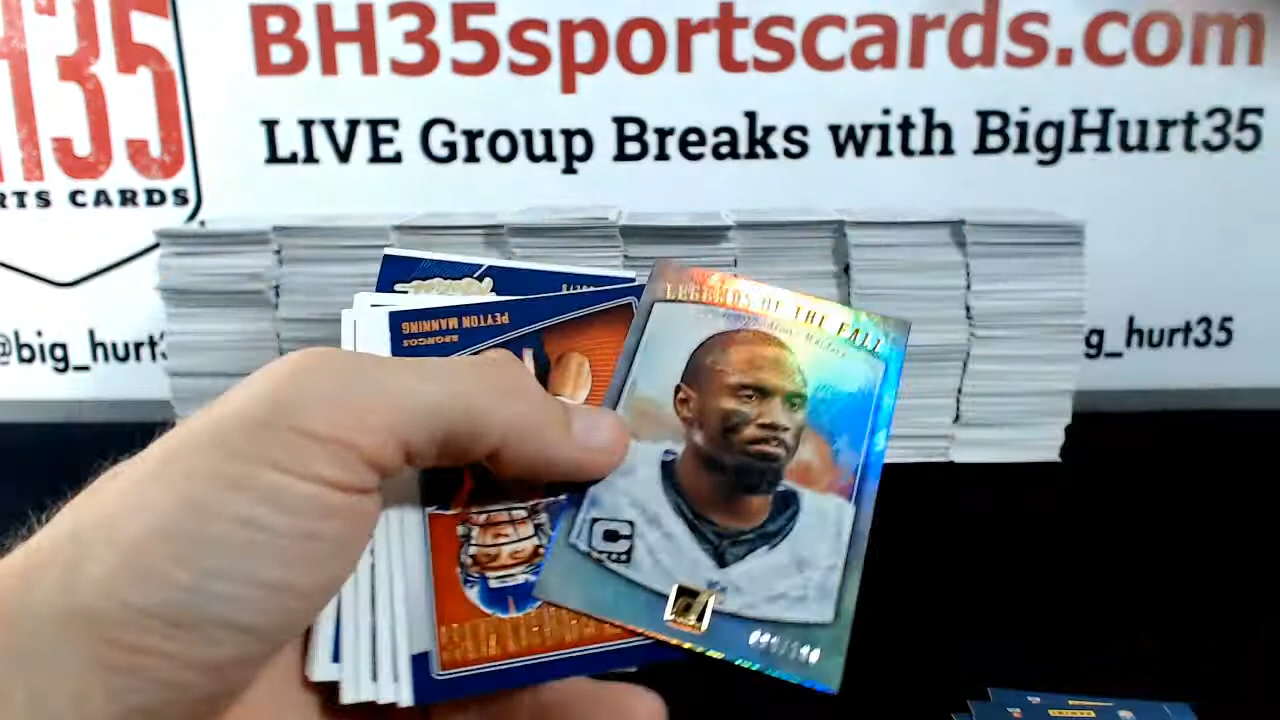 BH35sportscards.com
LIVE Group Breaks with BigHurt35
H35
RTS CARDS
@big_hurt3
g_hurt35
PEYTON MANNING
BRONCOS
LEGENDS OF THE FALL
C
PANINI